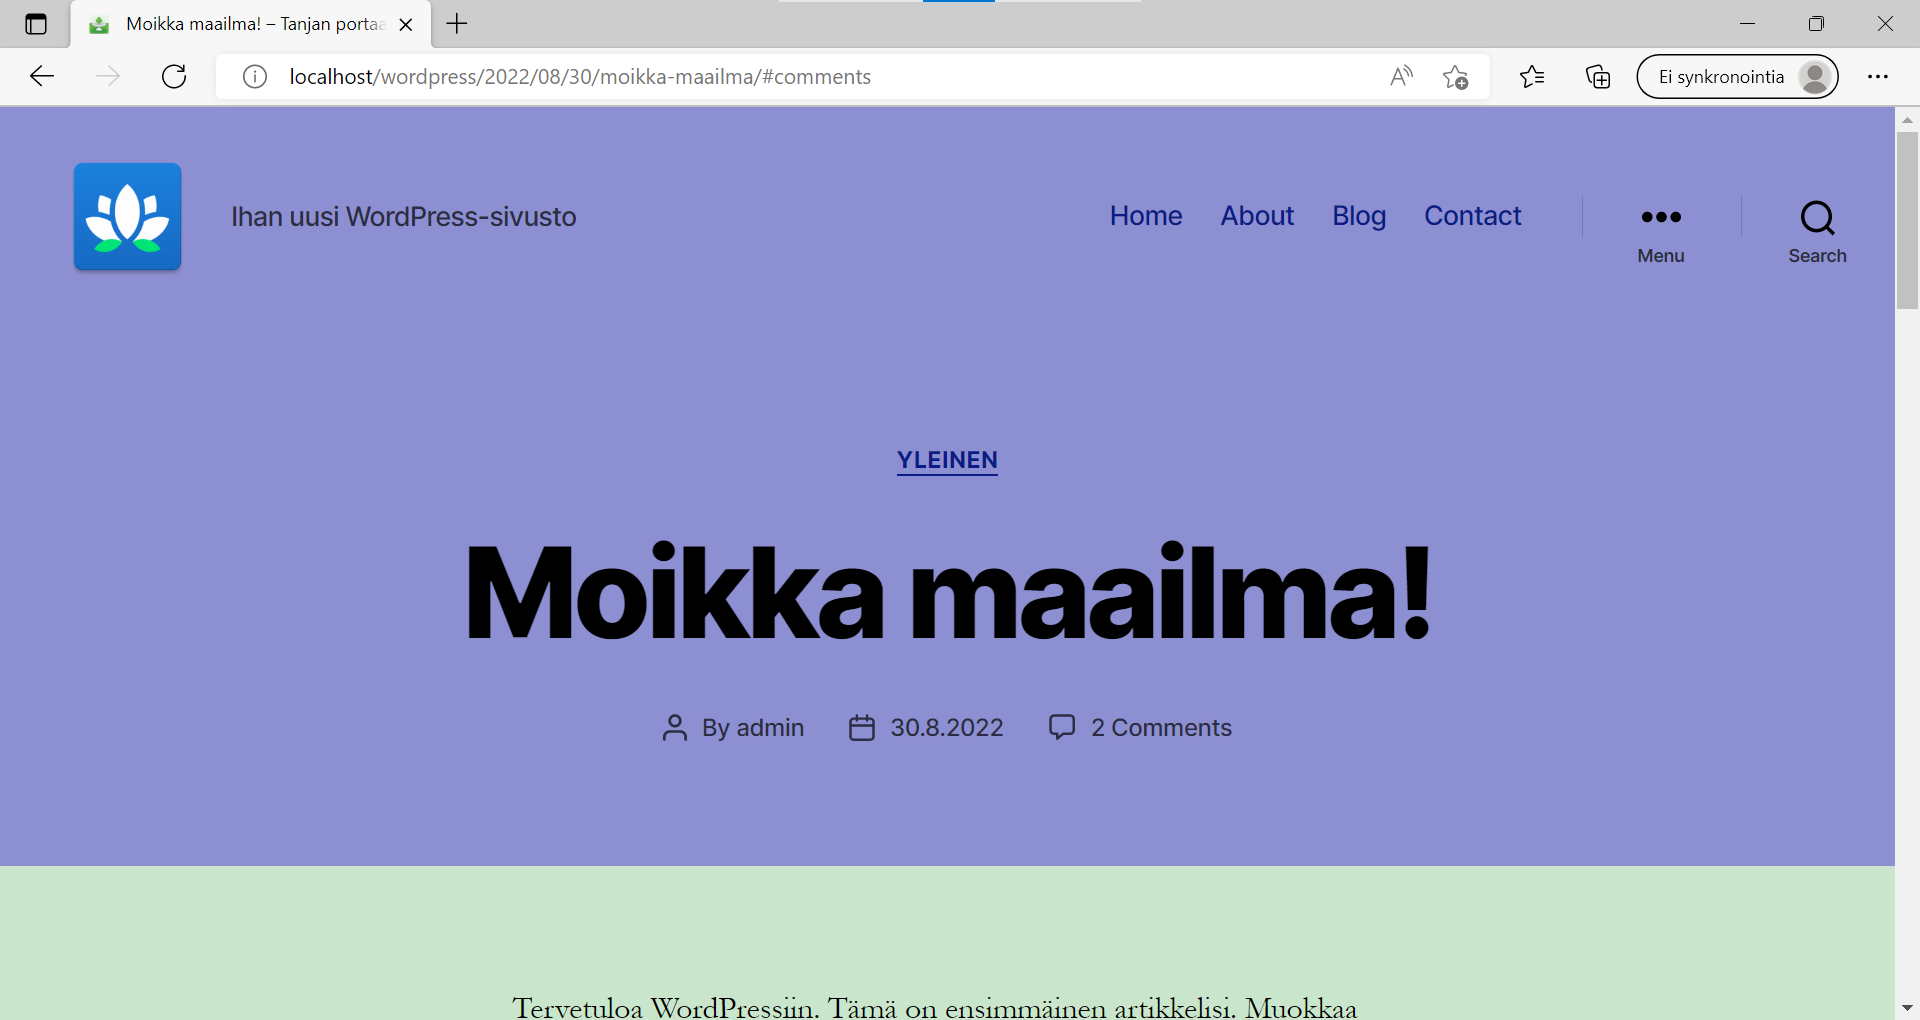 Moikka maailma! – Tanjan portaa
localhost/wordpress/2022/08/30/moikka-maailma/#comments
Ei synkronointia
Ihan uusi WordPress-sivusto
Home About Blog Contact
Menu
Search
YLEINEN
Moikka maailma!
By admin 30.8.2022 2 Comments
Tervetuloa WordPressiin. Tämä on ensimmäinen artikkelisi. Muokkaa